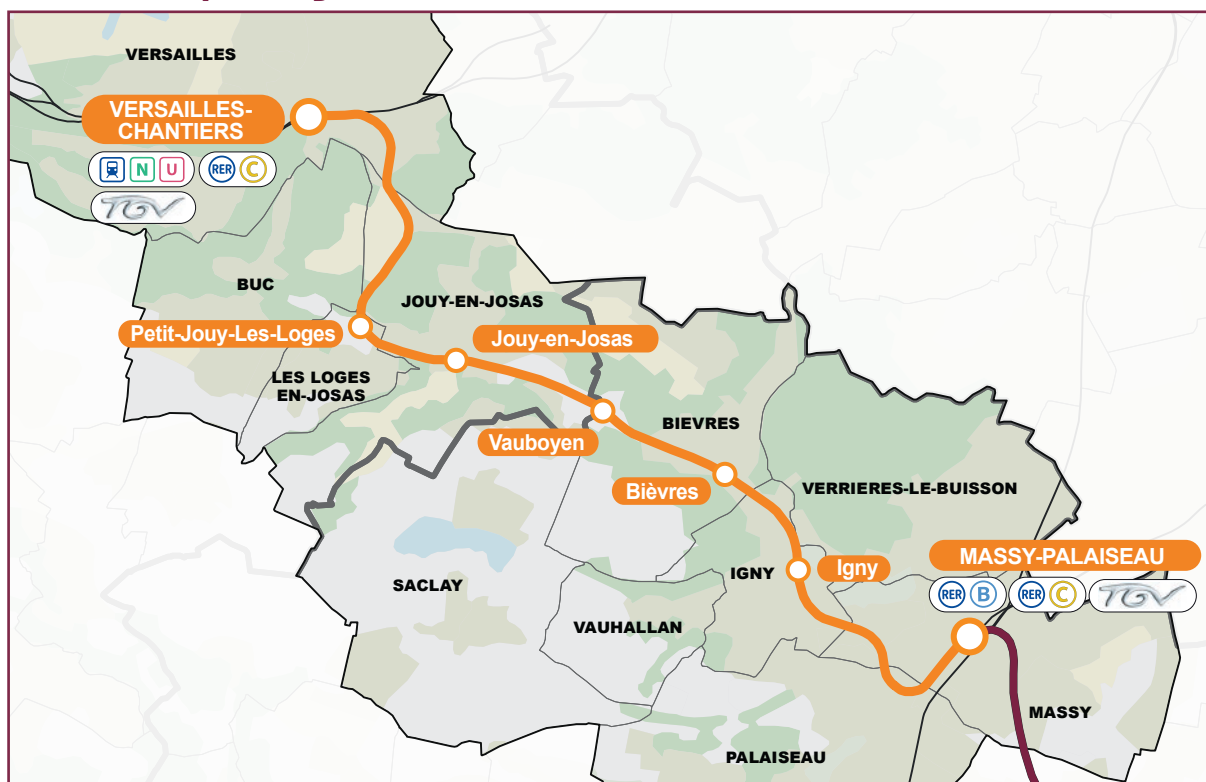 VERSAILLES
VERSAILLES-
CHANTIERS
N U RER C
TGV
BUC
JOUY-EN-JOSAS
Petit-Jouy-Les-Loges
Jouy-en-Josas
LES LOGES
EN-JOSAS
Vauboyen
BIEVRES
Bièvres
VERRIERES-LE-BUISSON
MASSY-PALAISEAU
RER B RER C TGV
IGNY
Igny
SACLAY
VAUHALLAN
MASSY
PALAISEAU